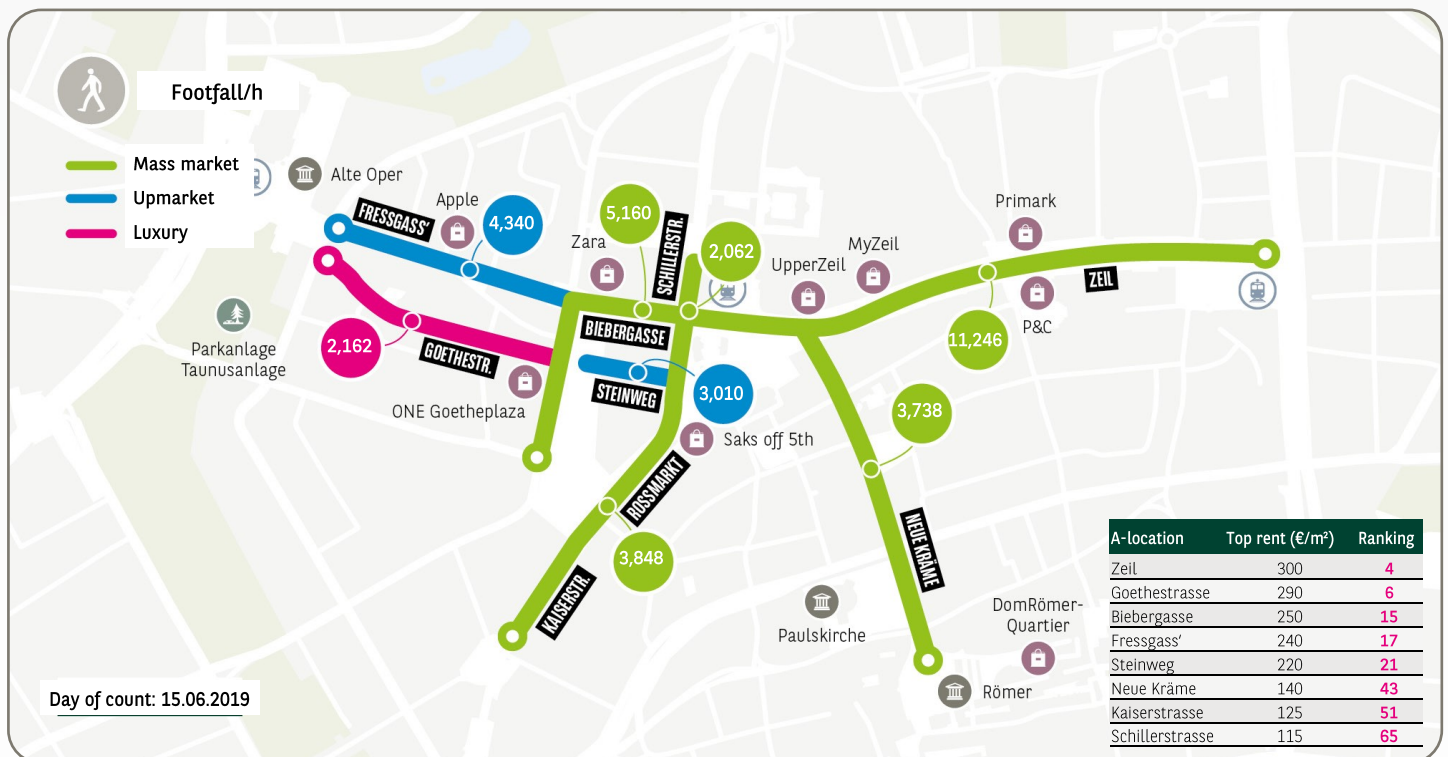 Footfall/h
Mass market
Upmarket
Luxury
Alte Oper
FRESSGASS'
Apple
4,340
Zara
5,160
SCHILLERSTR.
2,062
UpperZeil
MyZeil
Primark
ZEIL
P&C
11,246
Parkanlage
Taunusanlage
2,162
GOETHESTR.
ONE Goetheplaza
BIEBERGASSE
STEINWEG
3,010
Saks off 5th
ROSSMARKT
3,848
KAISERSTR.
3,738
NEUE KRÄME
Paulskirche
DomRömer-
Quartier
Römer
Day of count: 15.06.2019
A-location Top rent (€/m²) Ranking
Zeil 300 4
Goethestrasse 290 6
Biebergasse 250 15
Fressgass' 240 17
Steinweg 220 21
Neue Kräme 140 43
Kaiserstrasse 125 51
Schillerstrasse 115 65